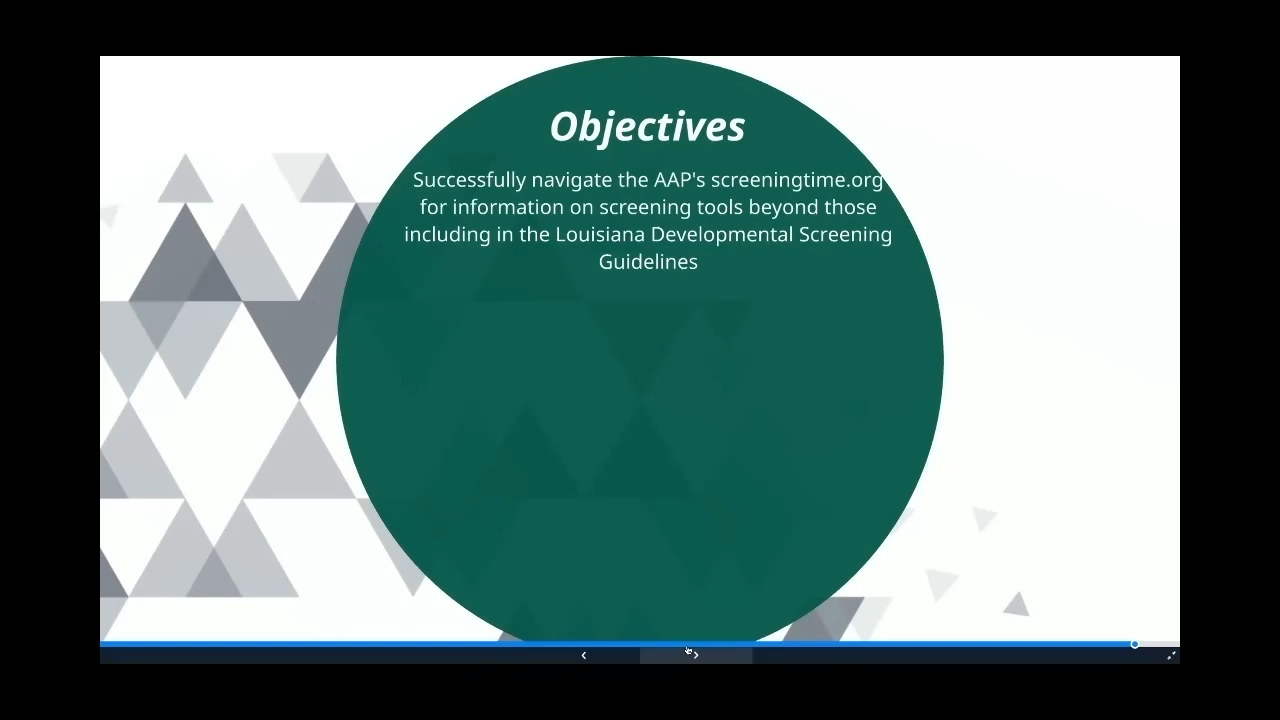 Objectives
Successfully navigate the AAP's screeningtime.org
for information on screening tools beyond those
including in the Louisiana Developmental Screening
Guidelines